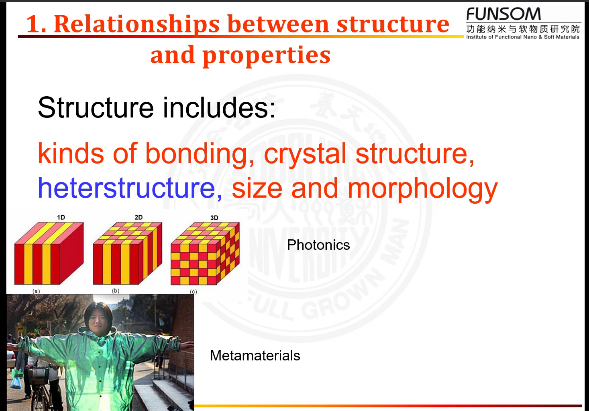 1. Relationships between structure
and properties
FUNSOM
功能纳米与软物质研究院
Institute of Functional Nano & Soft Materials
Structure includes:
kinds of bonding, crystal structure,
heterstructure, size and morphology
1D
2D
3D
(a)
(b)
(c)
Photonics
Metamaterials
FULL GROWN